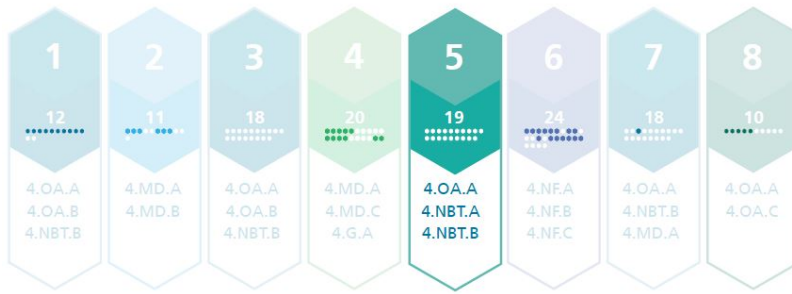 1 2 3 4 5 6 7 8
12 11 18 20 19 24 18 10
4.OA.A 4.MD.A 4.OA.A 4.MD.A 4.OA.A 4.NF.A 4.OA.A 4.OA.A
4.OA.B 4.MD.B 4.OA.B 4.MD.C 4.NBT.A 4.NF.B 4.NBT.B 4.OA.C
4.NBT.B 4.NBT.B 4.G.A 4.NBT.B 4.NF.C 4.MD.A